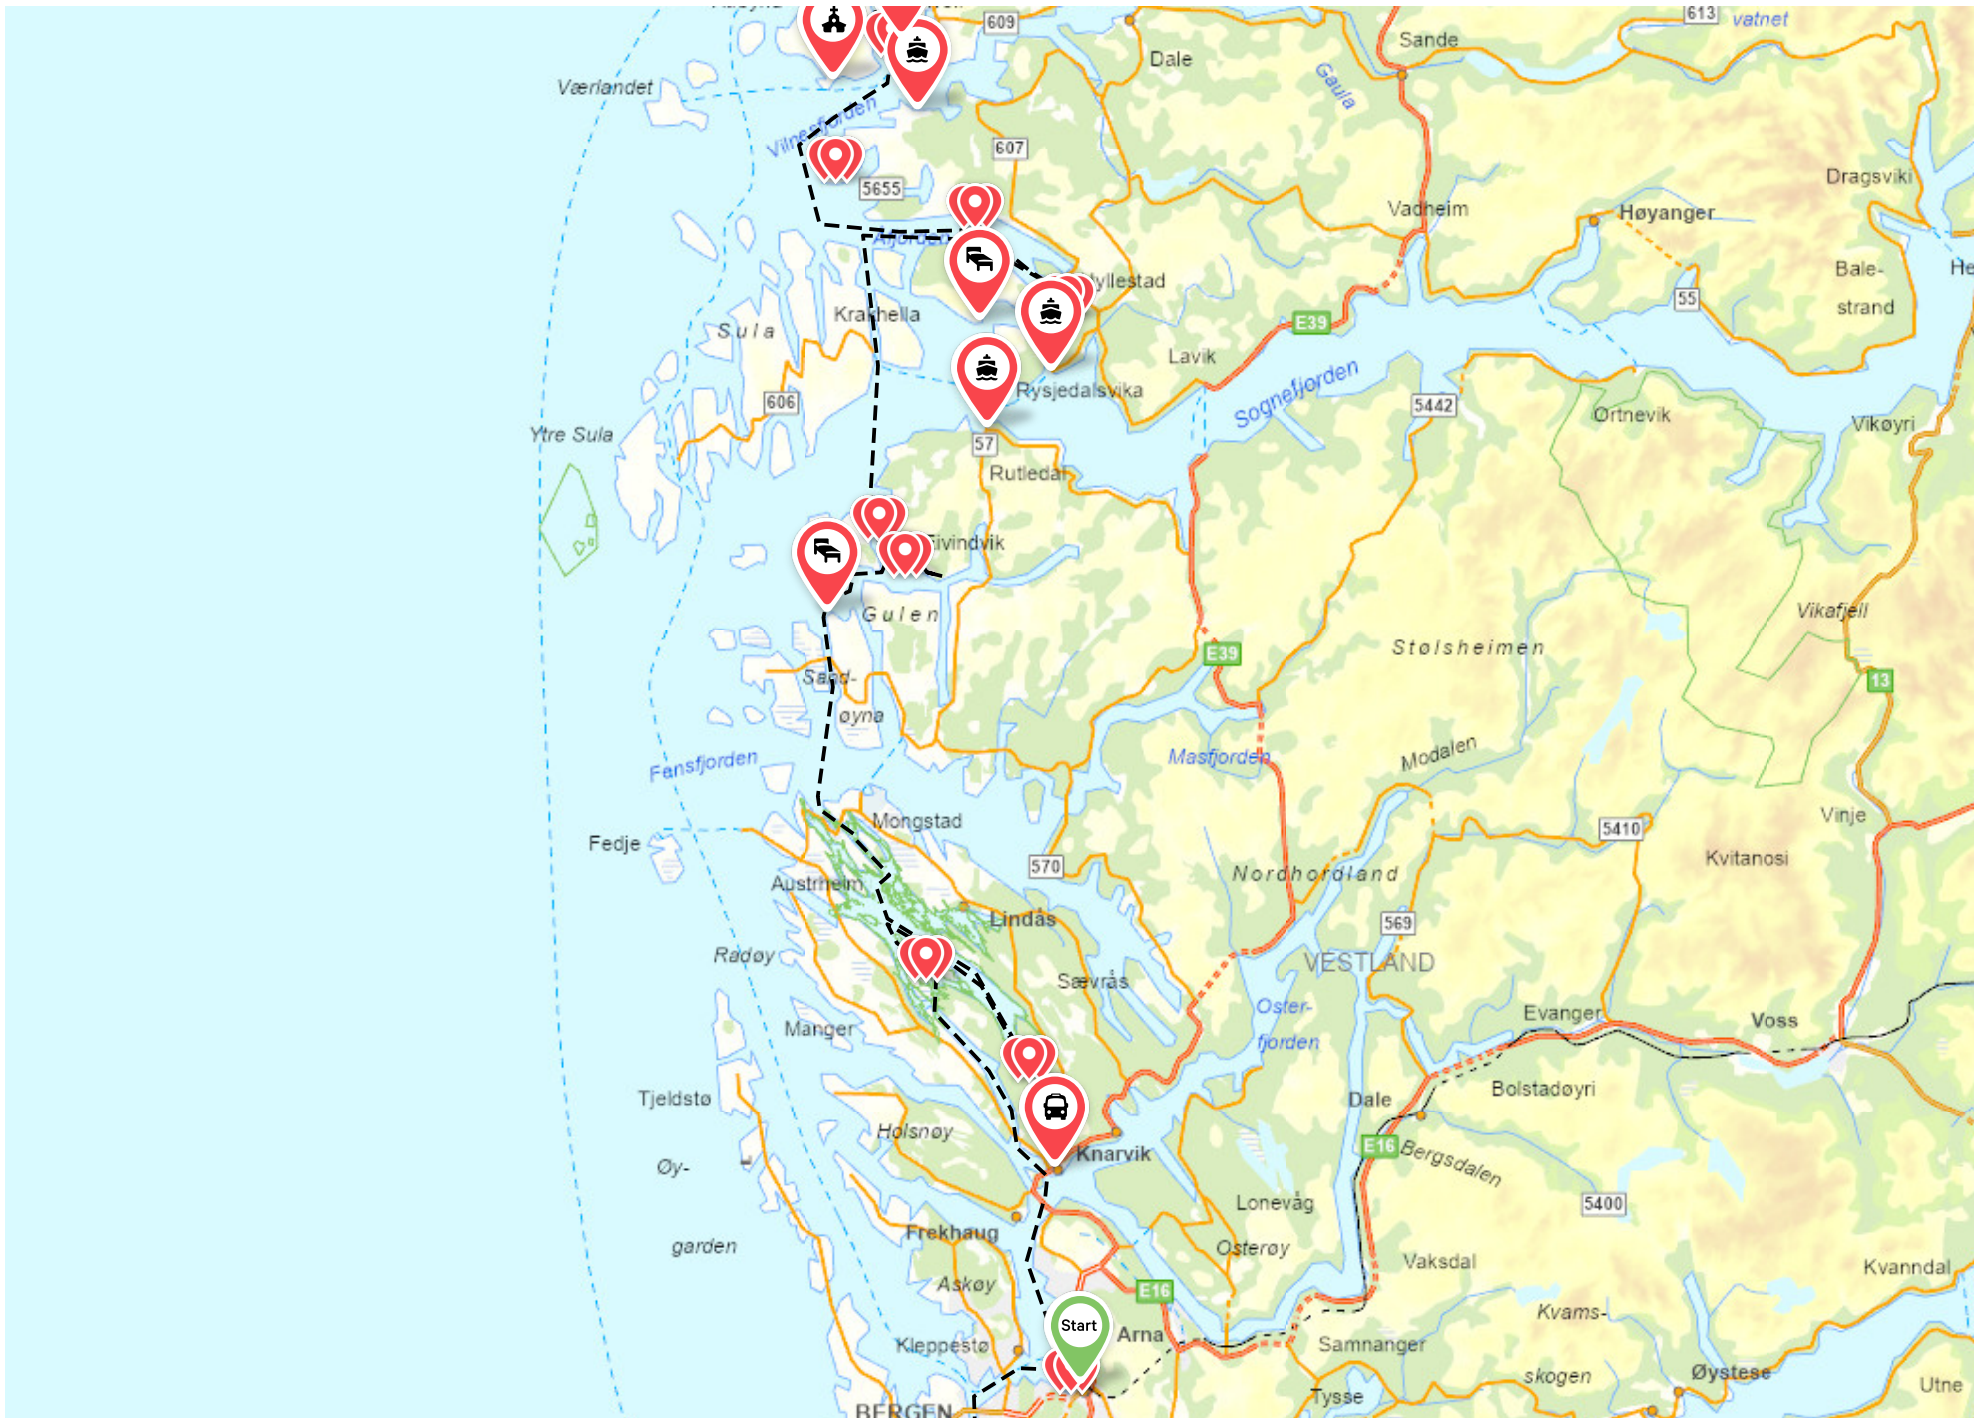 609
613
vatnet
Dale
Sande
Gaula
Værlandet
Vilnesfjorden
607
5655
Dragsviki
Vadheim
Høyanger
Åfjorden
yllestad
Bale-
strand
He
55
E39
Krakhella
Sula
Lavik
Rysjedalsvika
Sognefjorden
606
5442
Ortnevik
Vikøyri
Ytre Sula
57
Rutledal
Eivindvik
Gulen
Vikafjell
Stølsheimen
E39
Sand-
øyna
13
Masfjorden
Modalen
Fensfjorden
Mongstad
Vinje
5410
Fedje
Kvitanosi
570
Nordhordland
Austrheim
Lindås
569
Radøy
VESTLAND
Sævrås
Oster-
fjorden
Evanger
Voss
Manger
Bolstadøyri
Tjeldstø
Dale
Holsnøy
Knarvik
E16
Bergsdalen
Øy-
garden
Lonevåg
5400
Frekhaug
Osterøy
Vaksdal
Kvanndal
Askøy
E16
Kvams-
skogen
Start
Arna
Kleppestø
Samnanger
Øystese
Utne
Tysse
BERGEN